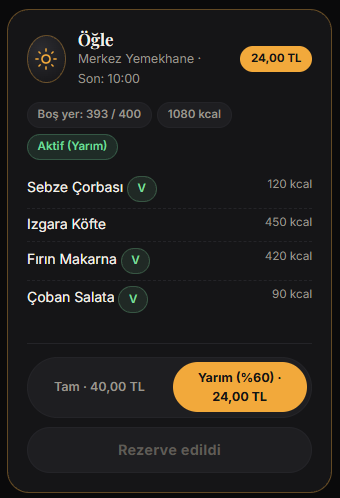 Öğle
Merkez Yemekhane ·
Son: 10:00
24,00 TL
Boş yer: 393 / 400
1080 kcal
Aktif (Yarım)
Sebze Çorbası V
120 kcal
Izgara Köfte
450 kcal
Fırın Makarna V
420 kcal
Çoban Salata V
90 kcal
Tam · 40,00 TL
Yarım (%60) ·
24,00 TL
Rezerve edildi